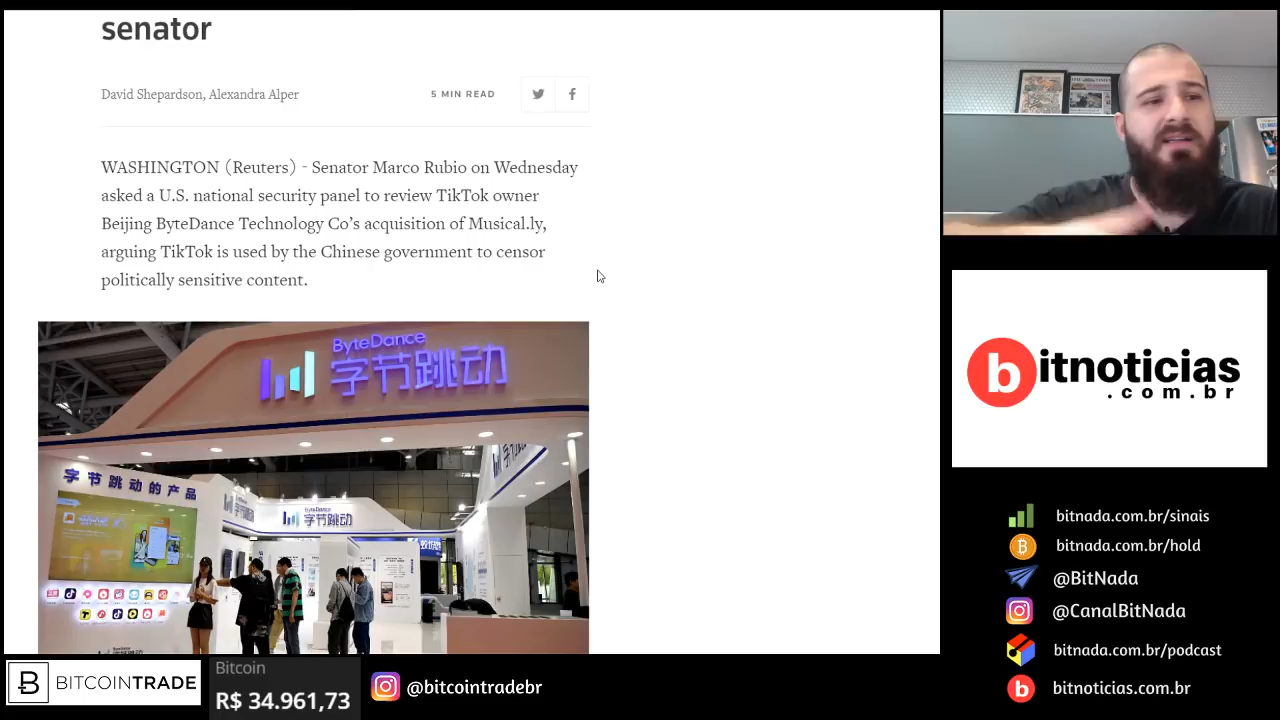 senator
David Shepardson, Alexandra Alper
5 MIN READ
WASHINGTON (Reuters) - Senator Marco Rubio on Wednesday
asked a U.S. national security panel to review TikTok owner
Beijing ByteDance Technology Co’s acquisition of Musical.ly,
arguing TikTok is used by the Chinese government to censor
politically sensitive content.
ByteDance
字节跳动
字节跳动的产品
ByteDance
字节跳动
bitnoticias
.com.br
bitnada.com.br/sinais
bitnada.com.br/hold
@BitNada
@CanalBitNada
bitnada.com.br/podcast
bitnoticias.com.br
BITCOINTRADE
Bitcoin
R$ 34.961,73
@bitcointradebr